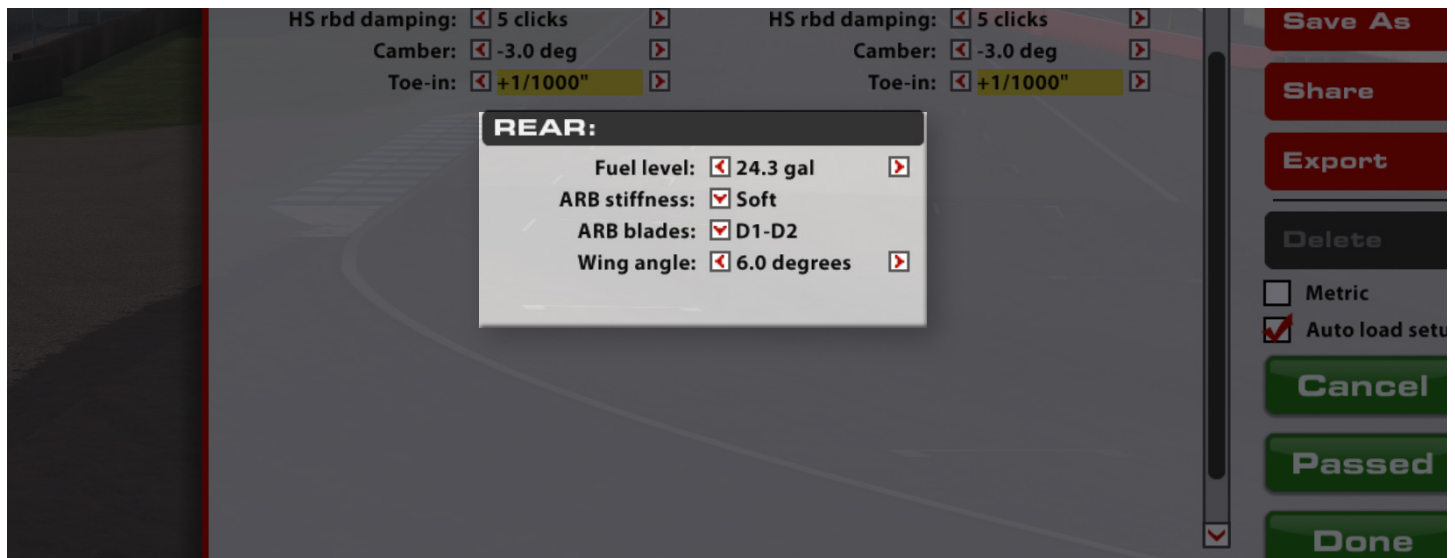 HS rbd damping: 5 clicks HS rbd damping: 5 clicks
Camber: -3.0 deg Camber: -3.0 deg
Toe-in: +1/1000" Toe-in: +1/1000"
REAR:
Fuel level: 24.3 gal
ARB stiffness: Soft
ARB blades: D1-D2
Wing angle: 6.0 degrees
Save As
Share
Export
Delete
Metric
Auto load setu
Cancel
Passed
Done